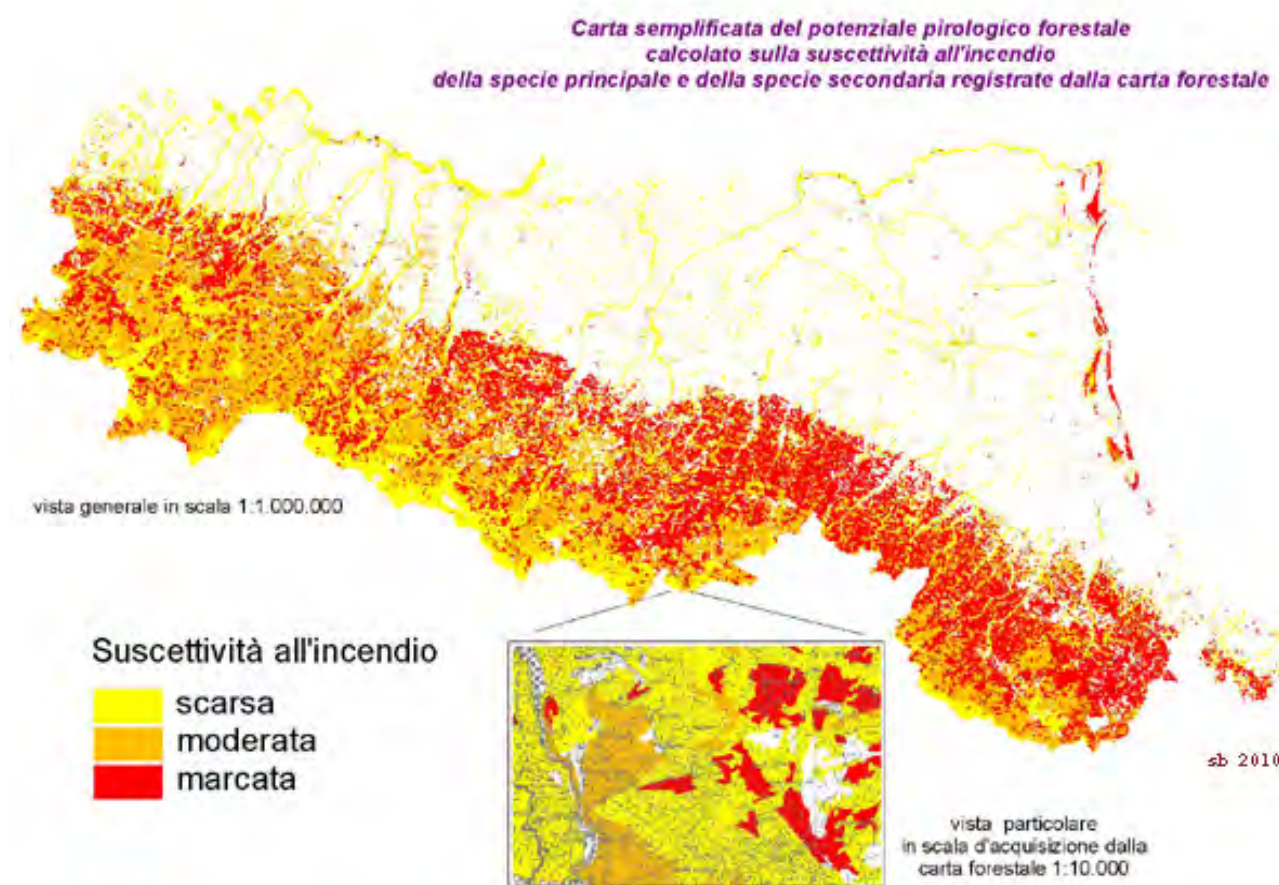 Carta semplificata del potenziale pirologico forestale
calcolato sulla suscettività all'incendio
della specie principale e della specie secondaria registrate dalla carta forestale
vista generale in scala 1:1.000.000
Suscettività all'incendio
scarsa
moderata
marcata
sb 2010
vista particolare
in scala d'acquisizione dalla
carta forestale 1:10.000